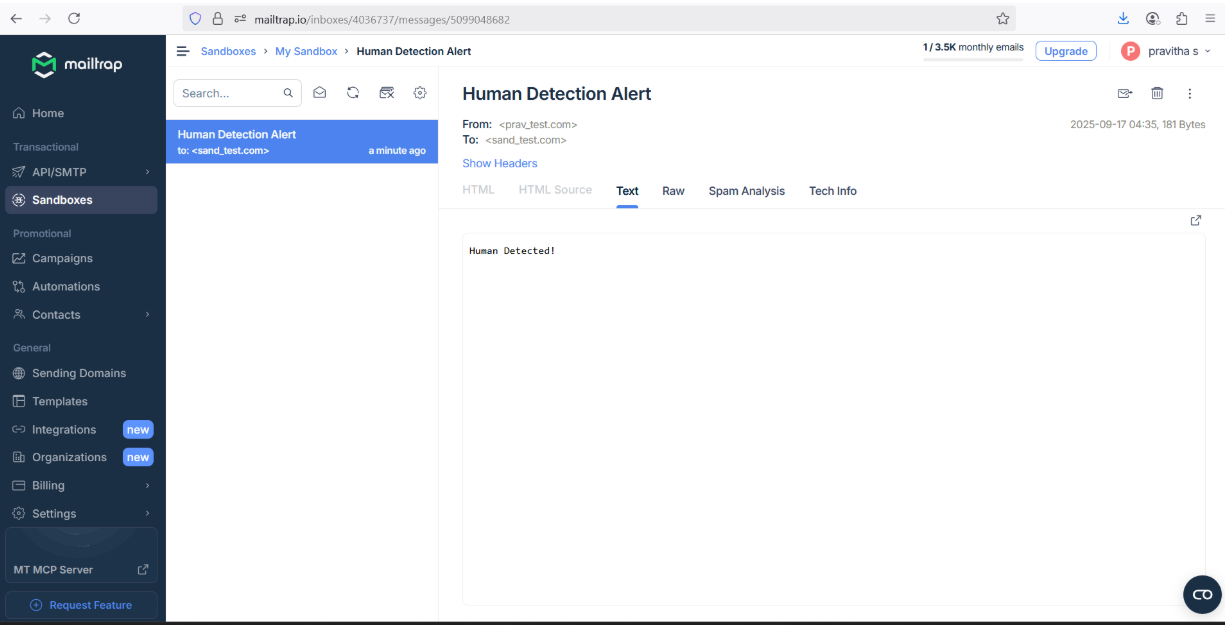 mailtrap.io/inboxes/4036737/messages/5099048682
mailtrap
Home
Transactional
API/SMTP
Sandboxes
Promotional
Campaigns
Automations
Contacts
General
Sending Domains
Templates
Integrations new
Organizations new
Billing
Settings
MT MCP Server
Request Feature
Sandboxes › My Sandbox › Human Detection Alert
1 / 3.5K monthly emails
Upgrade
P pravitha s
Search...
Human Detection Alert
to: <sand_test.com> a minute ago
Human Detection Alert
From: <prav_test.com>
2025-09-17 04:35, 181 Bytes
To: <sand_test.com>
Show Headers
HTML HTML Source Text Raw Spam Analysis Tech Info
Human Detected!